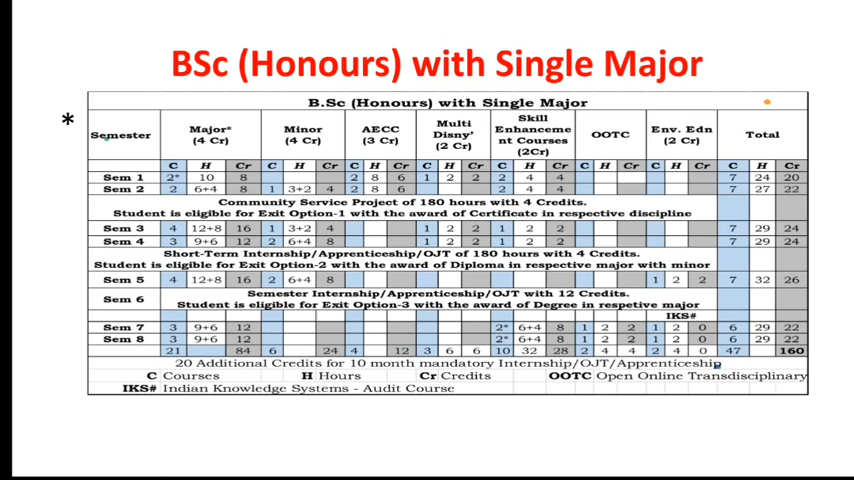 BSc (Honours) with Single Major
*
B.Sc (Honours) with Single Major
Semester Major* (4 Cr) Minor (4 Cr) AECC (3 Cr) Multi Disny' (2 Cr) Skill Enhanceme nt Courses (2Cr) OOTC Env. Edn (2 Cr) Total
C H Cr C H Cr C H Cr C H Cr C H Cr C H Cr C H Cr C H Cr
Sem 1 2* 10 8 2 8 6 1 2 2 2 4 4 7 24 20
Sem 2 2 6+4 8 1 3+2 4 2 8 6 2 4 4 7 27 22
Community Service Project of 180 hours with 4 Credits.
Student is eligible for Exit Option-1 with the award of Certificate in respective discipline
Sem 3 4 12+8 16 1 3+2 4 1 2 2 1 2 2 7 29 24
Sem 4 3 9+6 12 2 6+4 8 1 2 2 1 2 2 7 29 24
Short-Term Internship/Apprenticeship/OJT of 180 hours with 4 Credits.
Student is eligible for Exit Option-2 with the award of Diploma in respective major with minor
Sem 5 4 12+8 16 2 6+4 8 1 2 2 7 32 26
Sem 6 Semester Internship/Apprenticeship/OJT with 12 Credits.
Student is eligible for Exit Option-3 with the award of Degree in respetive major
IKS#
Sem 7 3 9+6 12 2* 6+4 8 1 2 2 1 2 0 6 29 22
Sem 8 3 9+6 12 2* 6+4 8 1 2 2 1 2 0 6 29 22
21 84 6 24 4 12 3 6 6 10 32 28 2 4 4 2 4 0 47 160
20 Additional Credits for 10 month mandatory Internship/OJT/Apprenticeship
C Courses H Hours Cr Credits OOTC Open Online Transdisciplinary
IKS# Indian Knowledge Systems - Audit Course